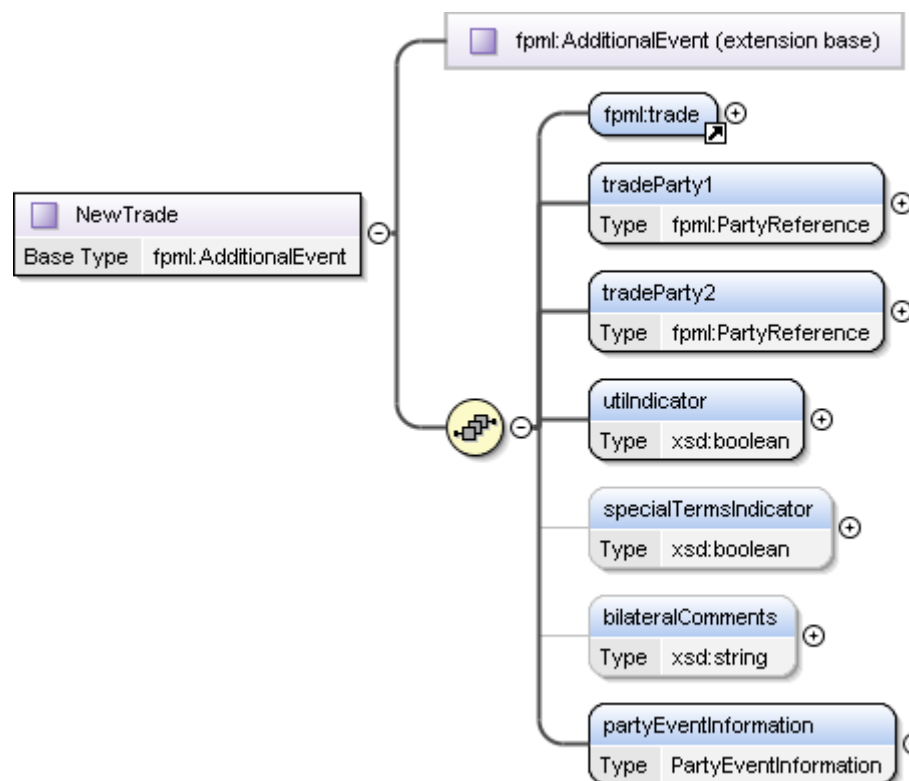 fpml:AdditionalEvent (extension base)
fpml:trade
tradeParty1
Type fpml:PartyReference
NewTrade
Base Type fpml:AdditionalEvent
tradeParty2
Type fpml:PartyReference
utiIndicator
Type xsd:boolean
specialTermsIndicator
Type xsd:boolean
bilateralComments
Type xsd:string
partyEventInformation
Type PartyEventInformation